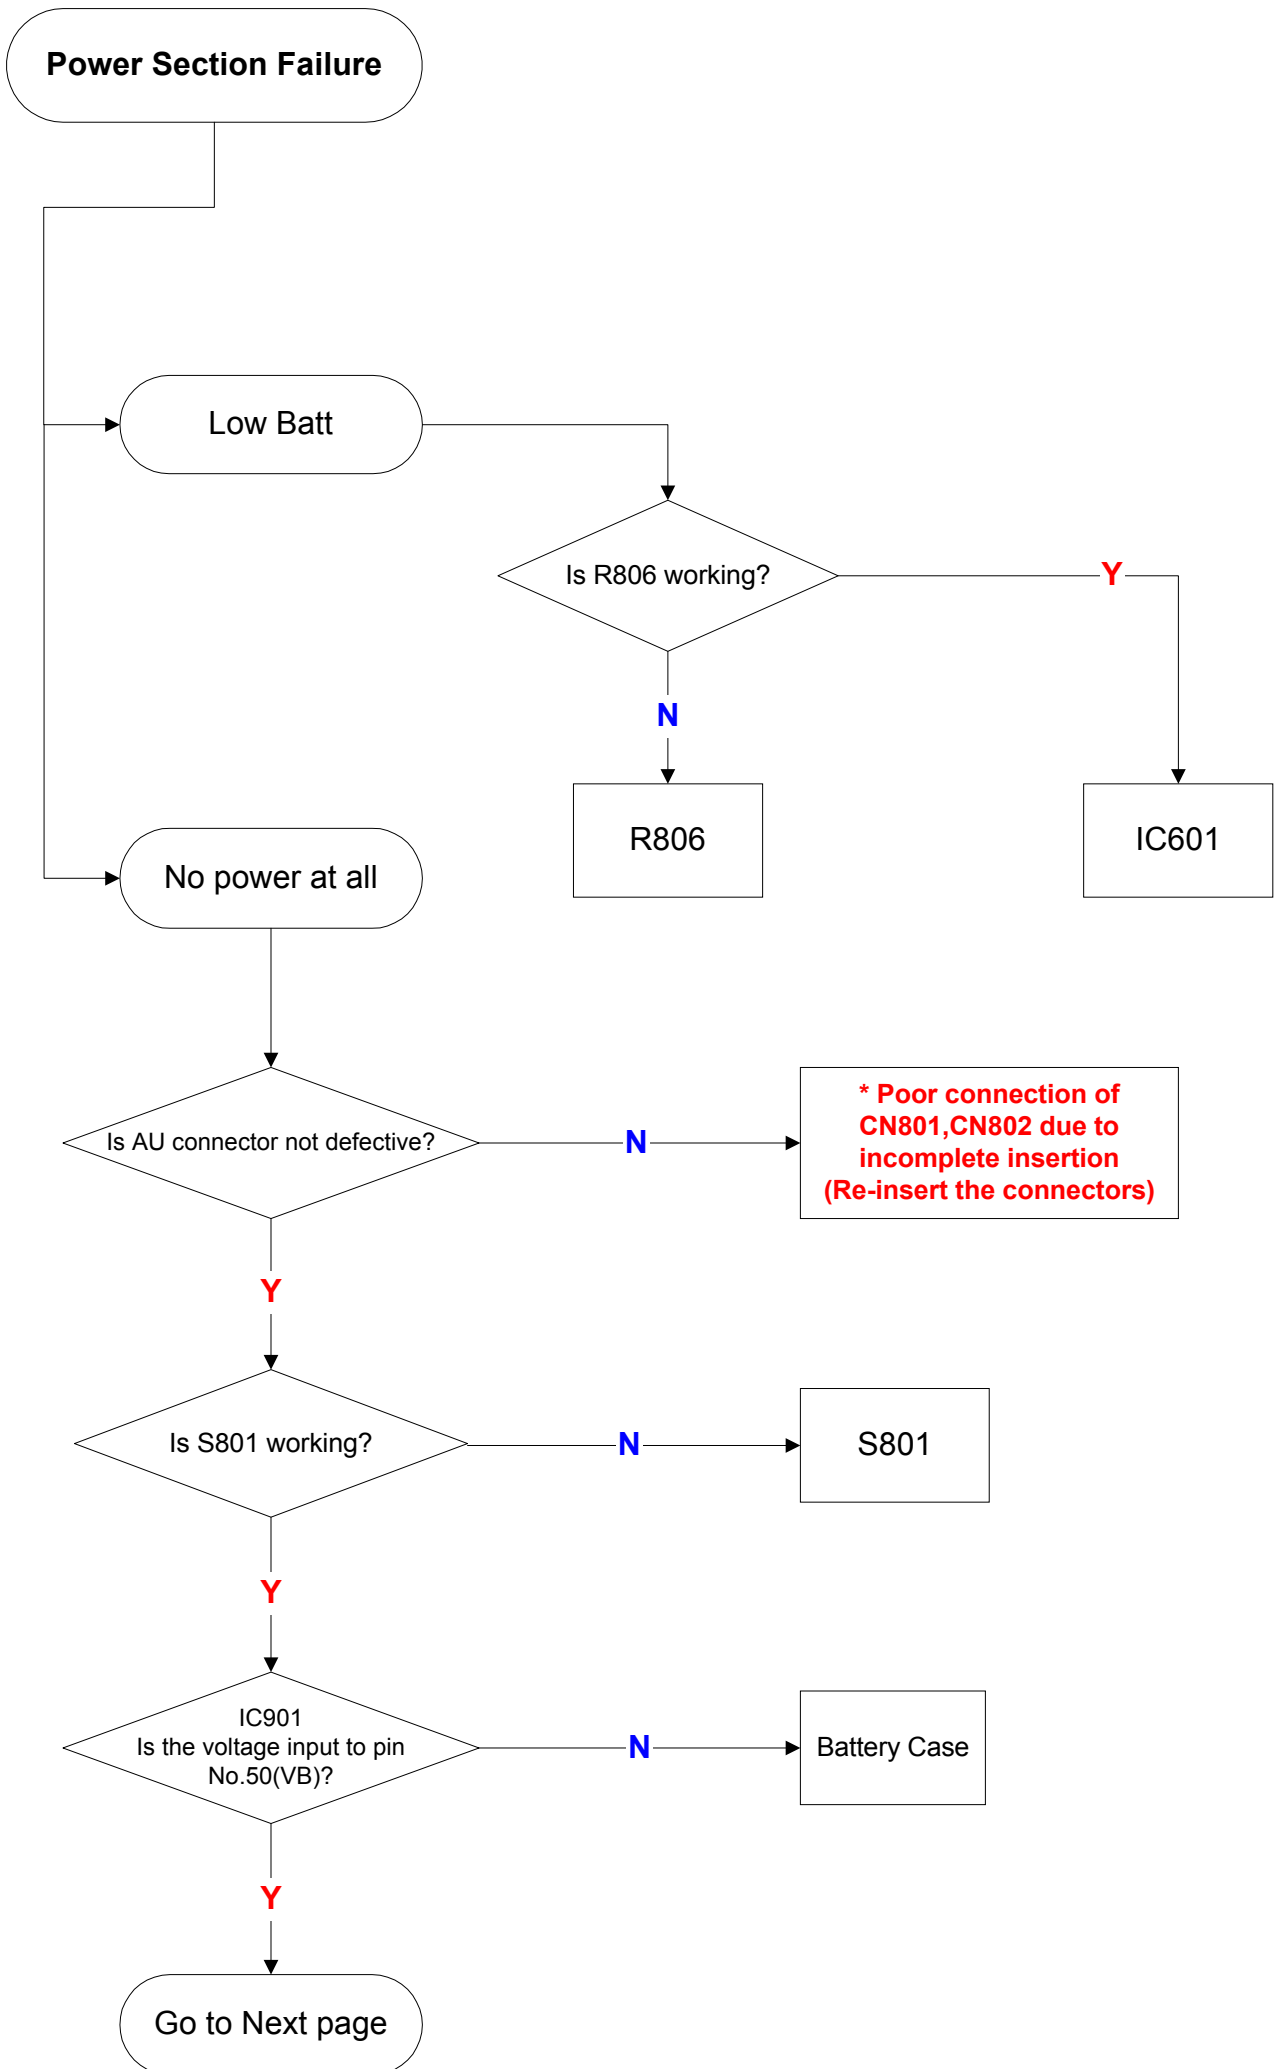 Power Section Failure
Low Batt
Is R806 working?
Y
N
R806
IC601
No power at all
Is AU connector not defective?
N
* Poor connection of
CN801,CN802 due to
incomplete insertion
(Re-insert the connectors)
Y
Is S801 working?
N
S801
Y
IC901
Is the voltage input to pin
No.50(VB)?
N
Battery Case
Y
Go to Next page